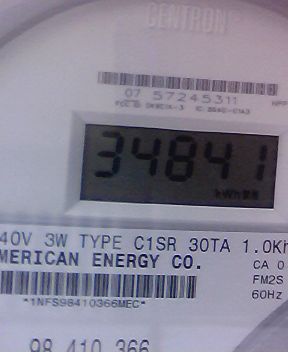 CENTRON
07 57245311
34841
kWh
40V 3W TYPE C1SR 30TA 1.0Kh
MERICAN ENERGY CO.
CA 0
FM2S
*1NFS98410366MEC*
60Hz
98 410 366